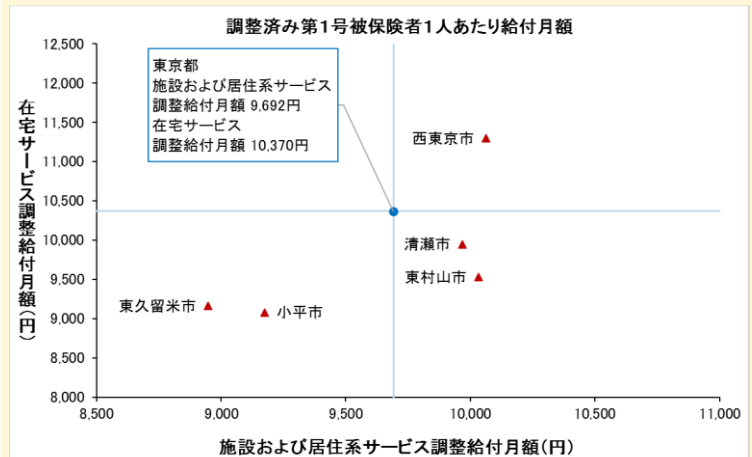 調整済み第1号被保険者1人あたり給付月額
在宅サービス調整給付月額(円)
12,500
12,000
11,500
11,000
10,500
10,000
9,500
9,000
8,500
8,000
東京都
施設および居住系サービス
調整給付月額 9,692円
在宅サービス
調整給付月額 10,370円
西東京市
清瀬市
東村山市
東久留米市
小平市
8,500
9,000
9,500
10,000
10,500
11,000
施設および居住系サービス調整給付月額(円)